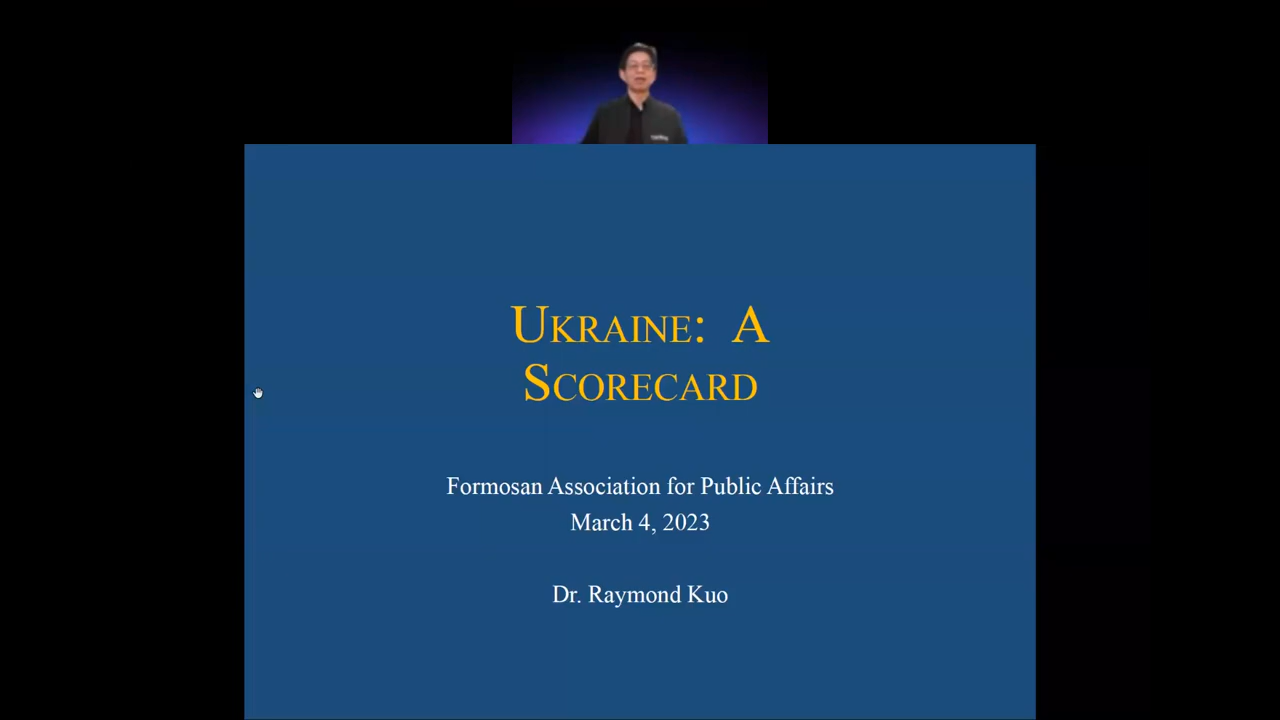 UKRAINE: A
SCORECARD
Formosan Association for Public Affairs
March 4, 2023
Dr. Raymond Kuo